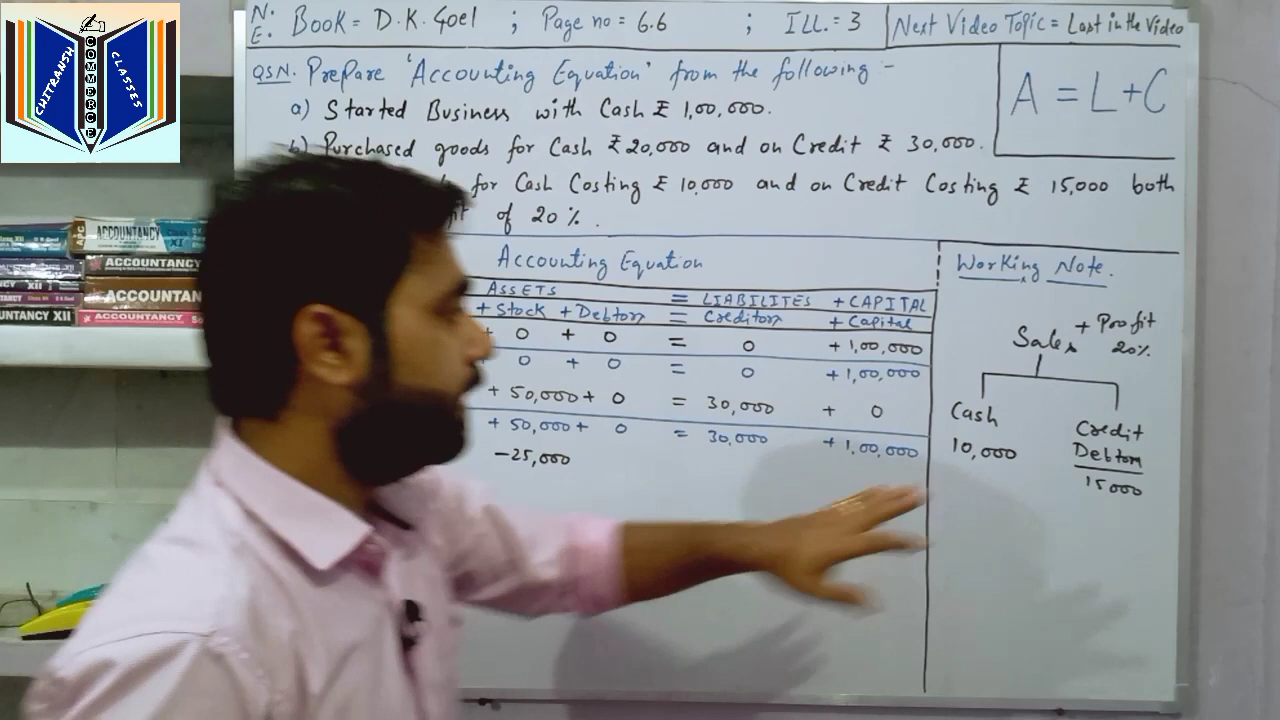 CHITRANSH COMMERCE CLASSES
N. E. Book = D.K. Goel ; Page no = 6.6 ; ILL. = 3 Next Video Topic = Last in the Video
QSN. Prepare 'Accounting Equation' from the following -
A = L + C
a) Started Business with Cash ₹ 1,00,000.
b) Purchased goods for Cash ₹ 20,000 and on Credit ₹ 30,000.
for Cash Costing ₹ 10,000 and on Credit Costing ₹ 15,000 both
of 20%.
ACCOUNTANCY XI
ACCOUNTANCY
ACCOUNTAN
Accounting Equation
ASSETS = LIABILITES + CAPITAL
+ Stock + Debtors = Creditors + Capital
+ 0 + 0 = 0 + 1,00,000
0 + 0 = 0 + 1,00,000
+ 50,000 + 0 = 30,000 + 0
+ 50,000 + 0 = 30,000 + 1,00,000
-25,000
Working Note.
Sales + Profit 20%
Cash
10,000
Credit
Debtors
15000